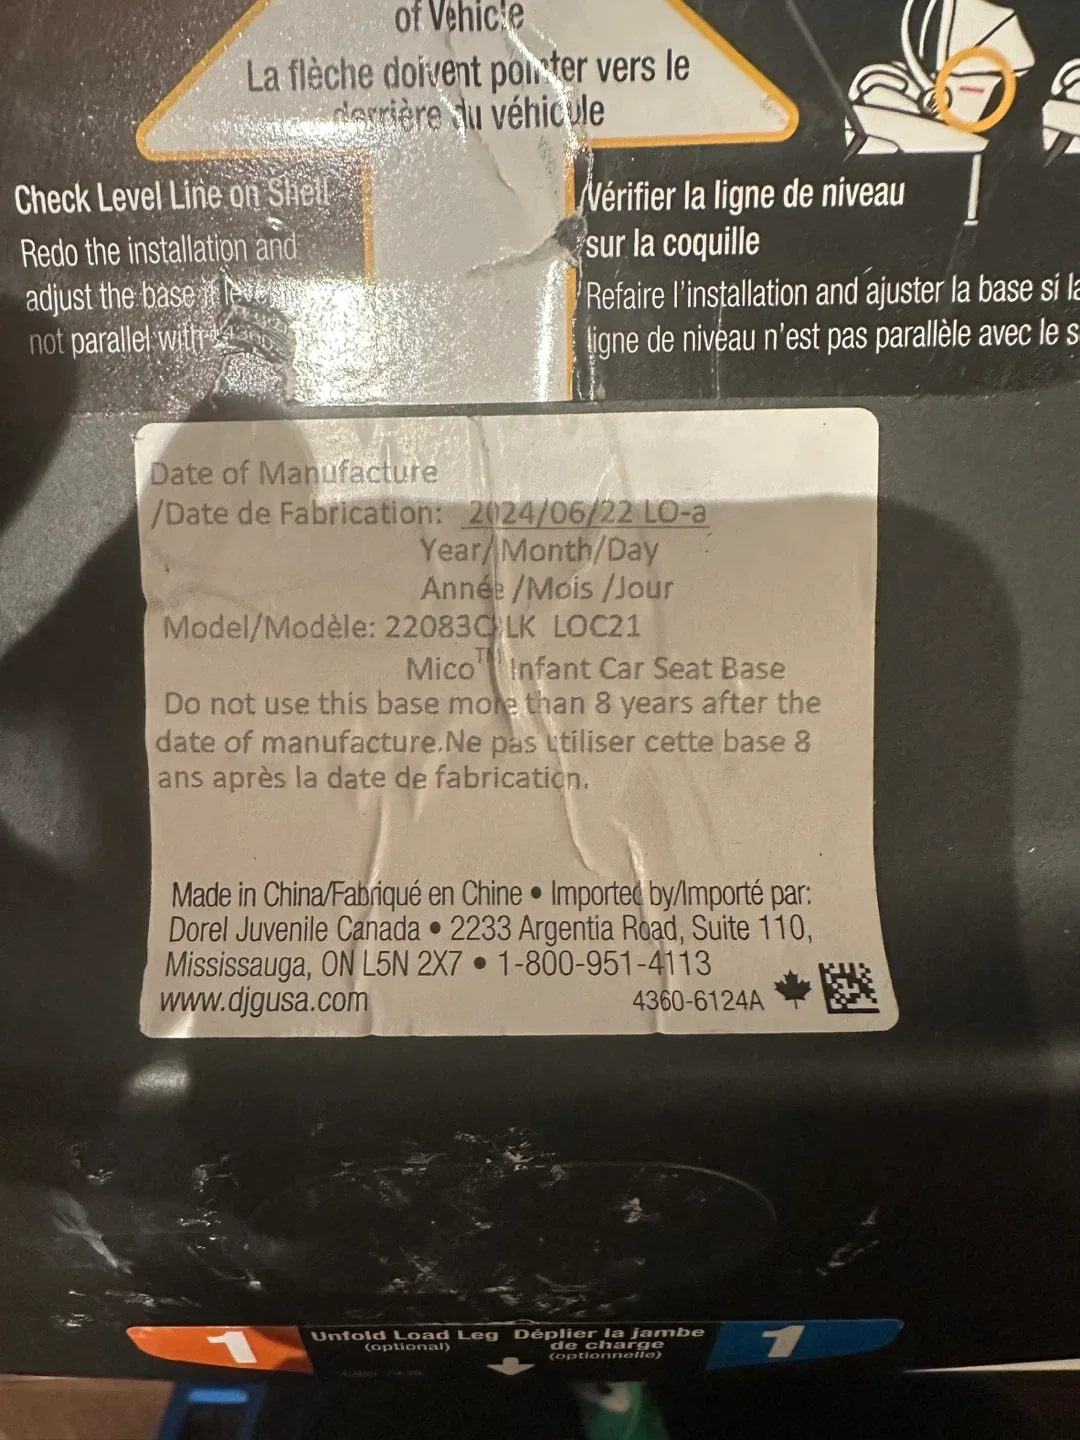 of Vehicle
La flèche doivent pointer vers le
derrière du véhicule
Check Level Line on Shell
Redo the installation and
adjust the base if level
not parallel with
Vérifier la ligne de niveau
sur la coquille
Refaire l'installation and ajuster la base si la
ligne de niveau n'est pas parallèle avec le s
Date of Manufacture
/Date de Fabrication: 2024/06/22 LO-a
Year/Month/Day
Année /Mois /Jour
Model/Modèle: 22083CBLK LOC21
Mico™ Infant Car Seat Base
Do not use this base more than 8 years after the
date of manufacture.Ne pas utiliser cette base 8
ans après la date de fabrication.
Made in China/Fabriqué en Chine • Imported by/Importé par:
Dorel Juvenile Canada • 2233 Argentia Road, Suite 110,
Mississauga, ON L5N 2X7 • 1-800-951-4113
www.djgusa.com
4360-6124A
1
Unfold Load Leg
(optional)
Déplier la jambe
de charge
(optionnelle)
1